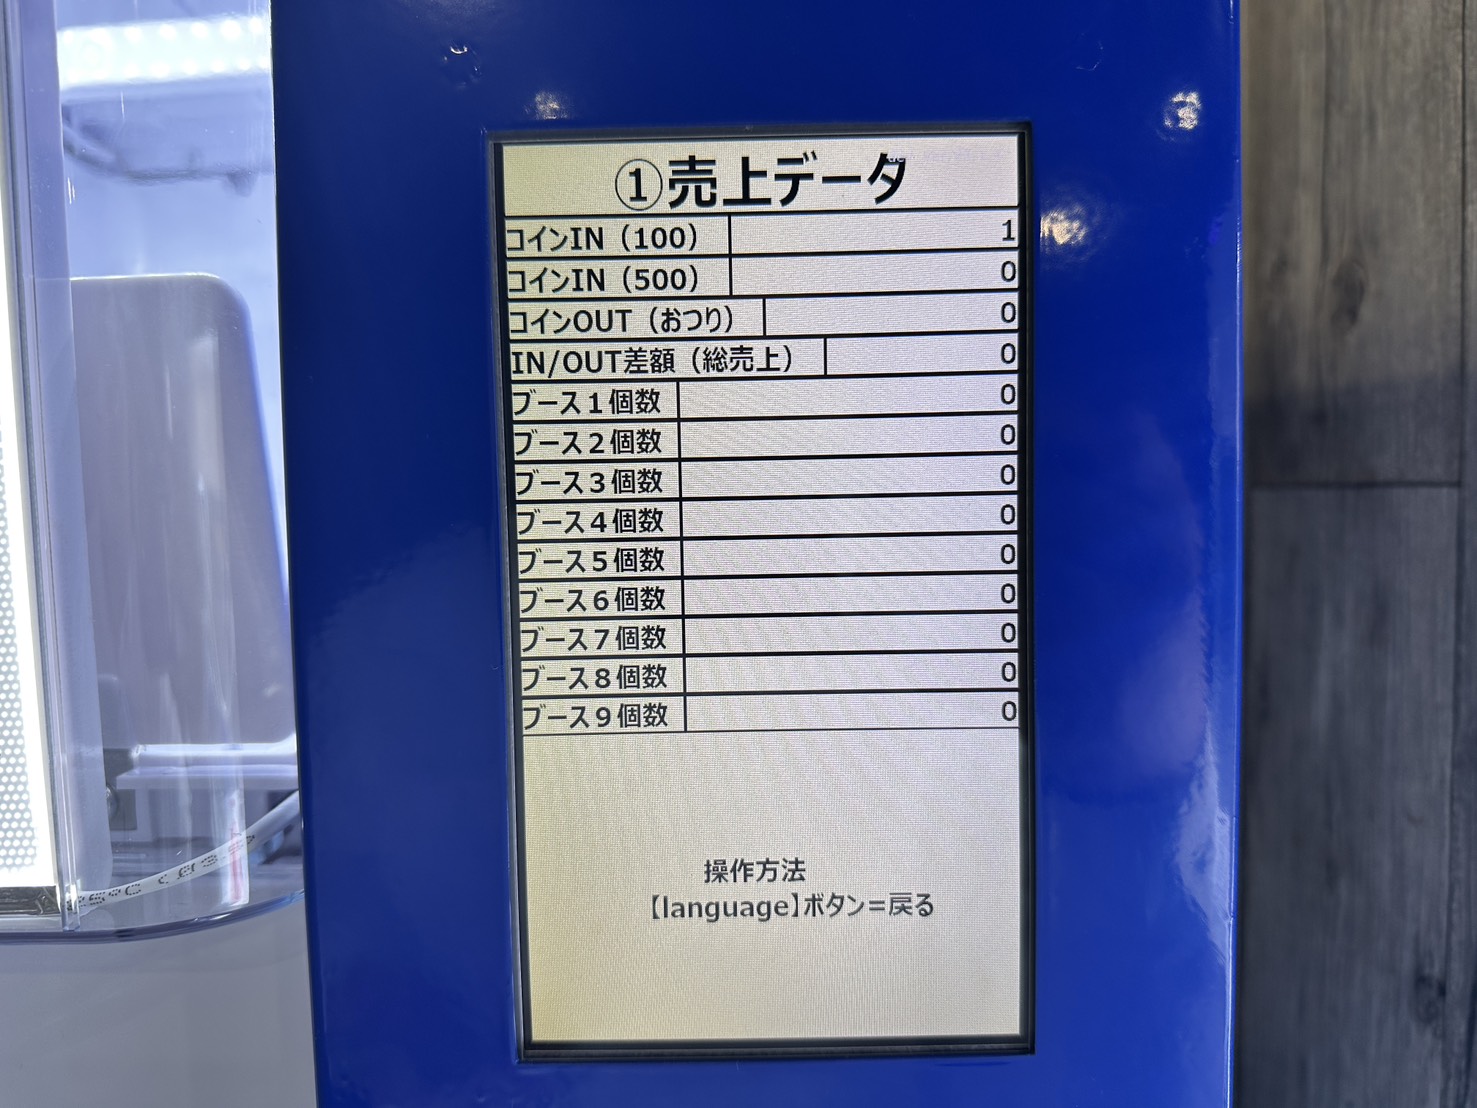 ①売上データ
コインIN（100） 1
コインIN（500） 0
コインOUT（おつり） 0
IN/OUT差額（総売上） 0
ブース１個数 0
ブース２個数 0
ブース３個数 0
ブース４個数 0
ブース５個数 0
ブース６個数 0
ブース７個数 0
ブース８個数 0
ブース９個数 0
操作方法
【language】ボタン＝戻る